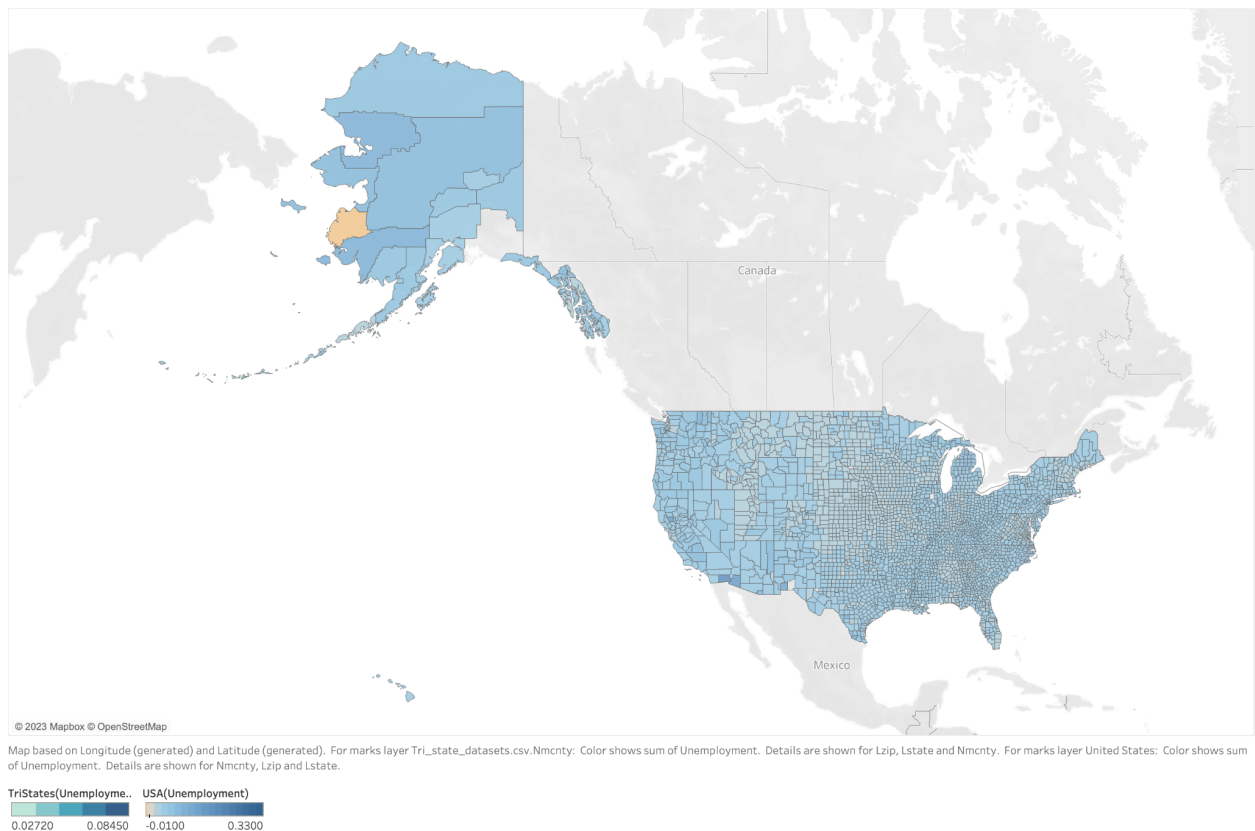 Canada
Mexico
© 2023 Mapbox © OpenStreetMap
Map based on Longitude (generated) and Latitude (generated). For marks layer Tri_state_datasets.csv.Nmcnty: Color shows sum of Unemployment. Details are shown for Lzip, Lstate and Nmcnty. For marks layer United States: Color shows sum
of Unemployment. Details are shown for Nmcnty, Lzip and Lstate.
TriStates(Unemployme.. USA(Unemployment)
0.02720 0.08450 -0.0100 0.3300